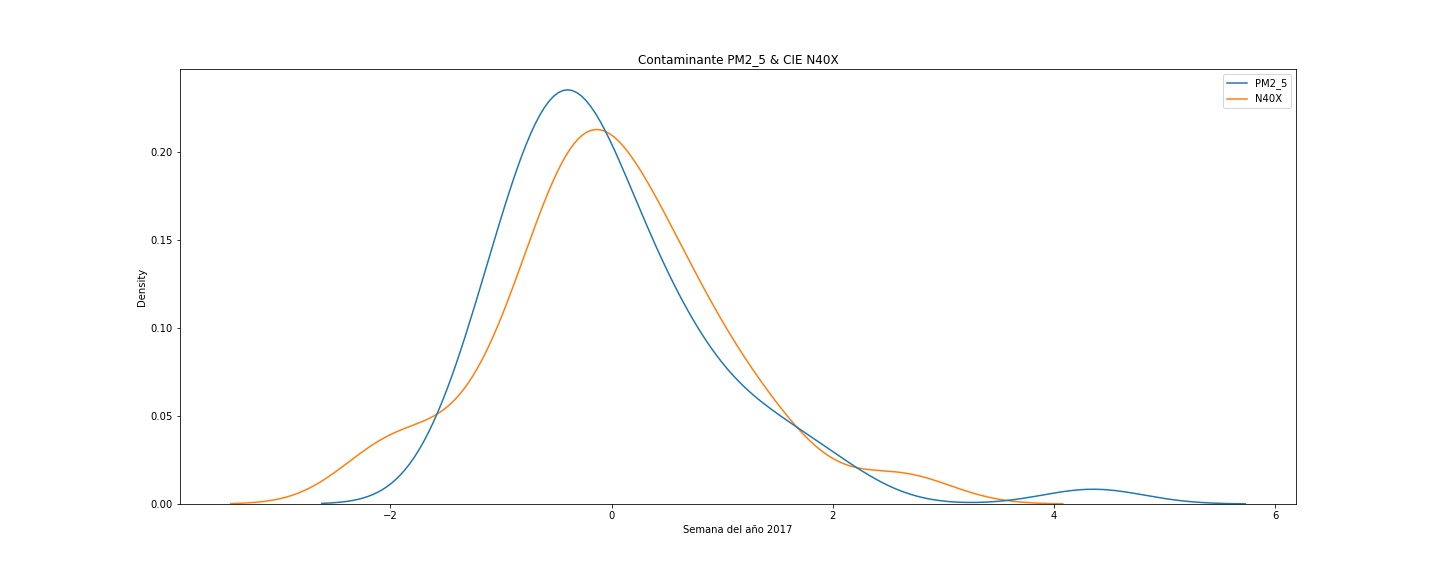 Contaminante PM2_5 & CIE N40X
PM2_5
N40X
0.20
0.15
0.10
0.05
0.00
Density
−2
0
2
4
6
Semana del año 2017